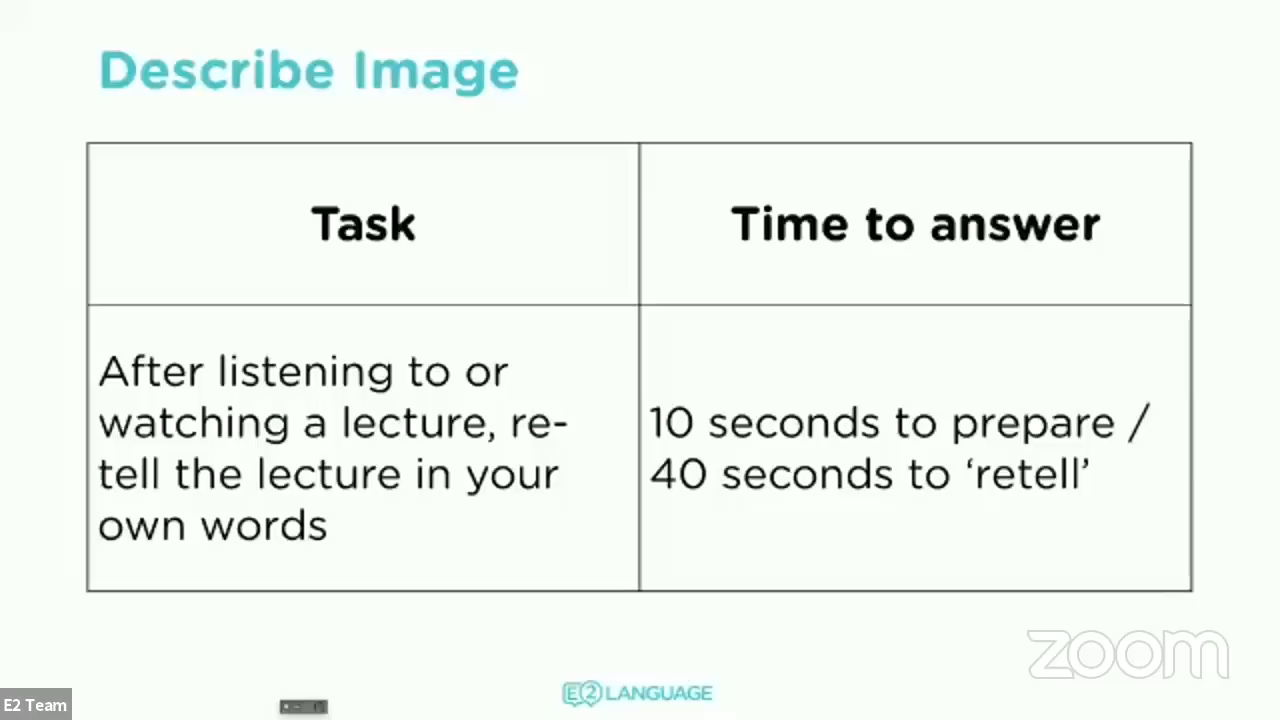 Describe Image
Task
Time to answer
After listening to or
watching a lecture, re-
tell the lecture in your
own words
10 seconds to prepare /
40 seconds to ‘retell’
zoom
E2 LANGUAGE
E2 Team